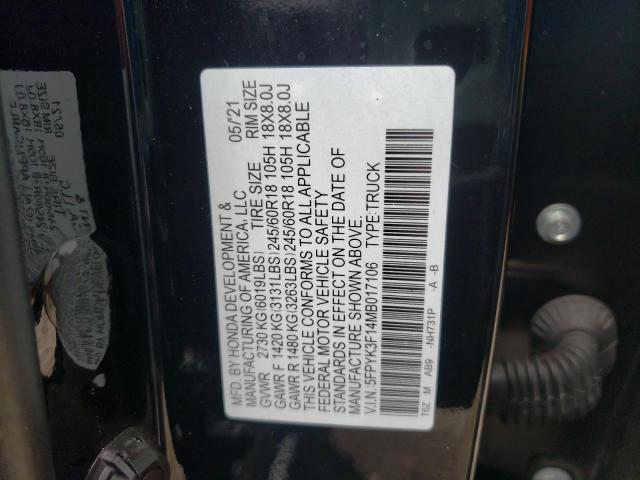 MFD. BY HONDA DEVELOPMENT & 05/'21
MANUFACTURING OF AMERICA, LLC
GVWR 2730 KG(6019LBS) TIRE SIZE RIM SIZE
GAWR F 1420 KG(3131LBS)245/60R18 105H 18X8.0J
GAWR R 1480 KG(3263LBS)245/60R18 105H 18X8.0J
THIS VEHICLE CONFORMS TO ALL APPLICABLE
FEDERAL MOTOR VEHICLE SAFETY
STANDARDS IN EFFECT ON THE DATE OF
MANUFACTURE SHOWN ABOVE.
V.I.N.:5FPYK3F14MB017106 TYPE:TRUCK
T6Z M AB9 -NH731P -A -B